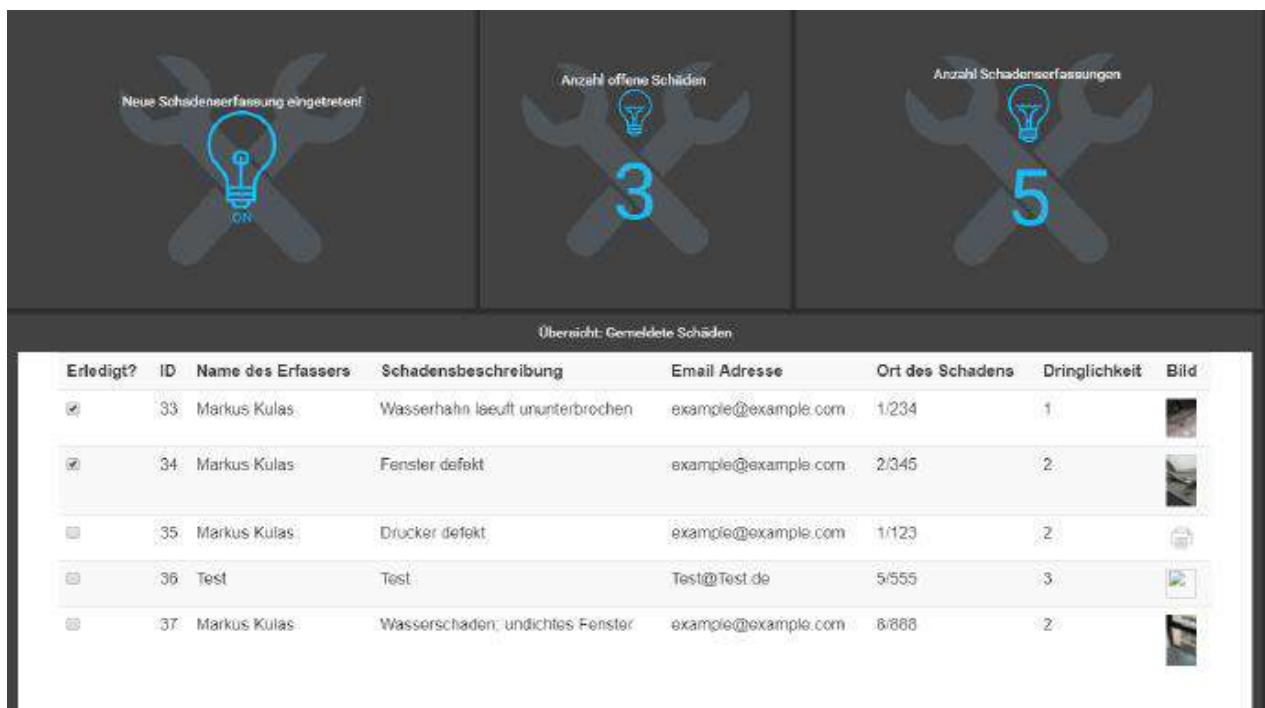 Neue Schadenserfassung eingetreten!
ON
Anzahl offene Schäden
3
Anzahl Schadenserfassungen
5
Übersicht: Gemeldete Schäden
Erledigt? ID Name des Erfassers Schadensbeschreibung Email Adresse Ort des Schadens Dringlichkeit Bild
33 Markus Kulas Wasserhahn laeuft ununterbrochen example@example.com 1/234 1
34 Markus Kulas Fenster defekt example@example.com 2/345 2
35 Markus Kulas Drucker defekt example@example.com 1/123 2
36 Test Test Test@Test.de 5/555 3
37 Markus Kulas Wasserschaden; undichtes Fenster example@example.com 8/888 2